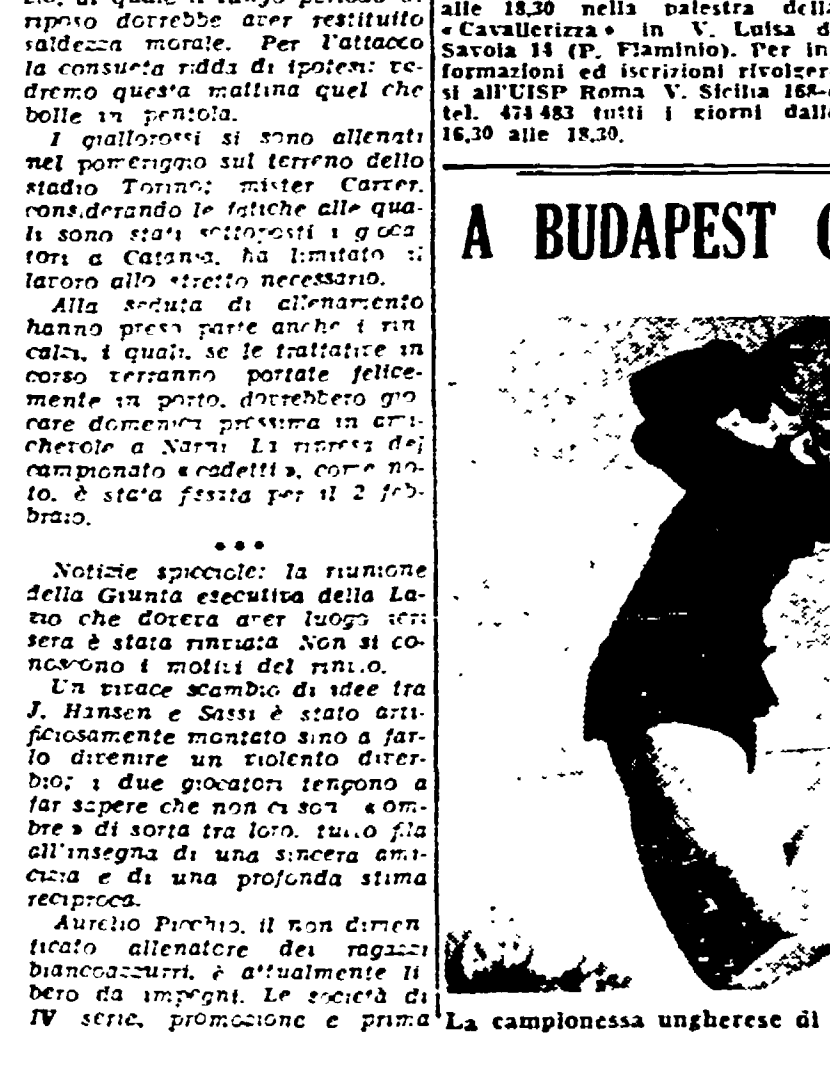 riposo dovrebbe aver restituito
saldezza morale. Per l'attacco
la consueta ridda di ipotesi: ve-
dremo questa mattina quel che
bolle in pentola.
I giallorossi si sono allenati
nel pomeriggio sul terreno dello
stadio Torino; mister Carver,
considerando le fatiche alle qua-
li sono stati sottoposti i gioca
tori a Catania, ha limitato il
lavoro allo stretto necessario.
Alla seduta di allenamento
hanno preso parte anche i rin
calzi, i quali, se le trattative in
corso verranno portate felice-
mente in porto, dovrebbero gio
care domenica prossima in ami-
chevole a Narni. La ripresa del
campionato « cadetti », come no-
to, è stata fissata per il 2 feb-
braio.
• • •
Notizie spicciole: la riunione
della Giunta esecutiva della La-
zio che doveva aver luogo ieri
sera è stata rinviata. Non si co-
noscono i motivi del rinvio.
Un vivace scambio di idee tra
J. Hansen e Sassi è stato arti-
ficiosamente montato sino a far-
lo divenire un violento diver-
bio; i due giocatori tengono a
far sapere che non ci son « om-
bre » di sorta tra loro. tutto fila
all'insegna di una sincera ami-
cizia e di una profonda stima
reciproca.
Aurelio Picchio, il non dimen
ticato allenatore dei ragazzi
biancoazzurri, è attualmente li
bero da impegni. Le società di
IV serie, promozione e prima
alle 18,30 nella palestra della
« Cavallerizza » in V. Luisa di
Savoia 14 (P. Flaminio). Per in
formazioni ed iscrizioni rivolger
si all'UISP Roma V. Sicilia 168-
tel. 474 483 tutti i giorni dalle
16,30 alle 18,30.
A BUDAPEST
La campionessa ungherese di